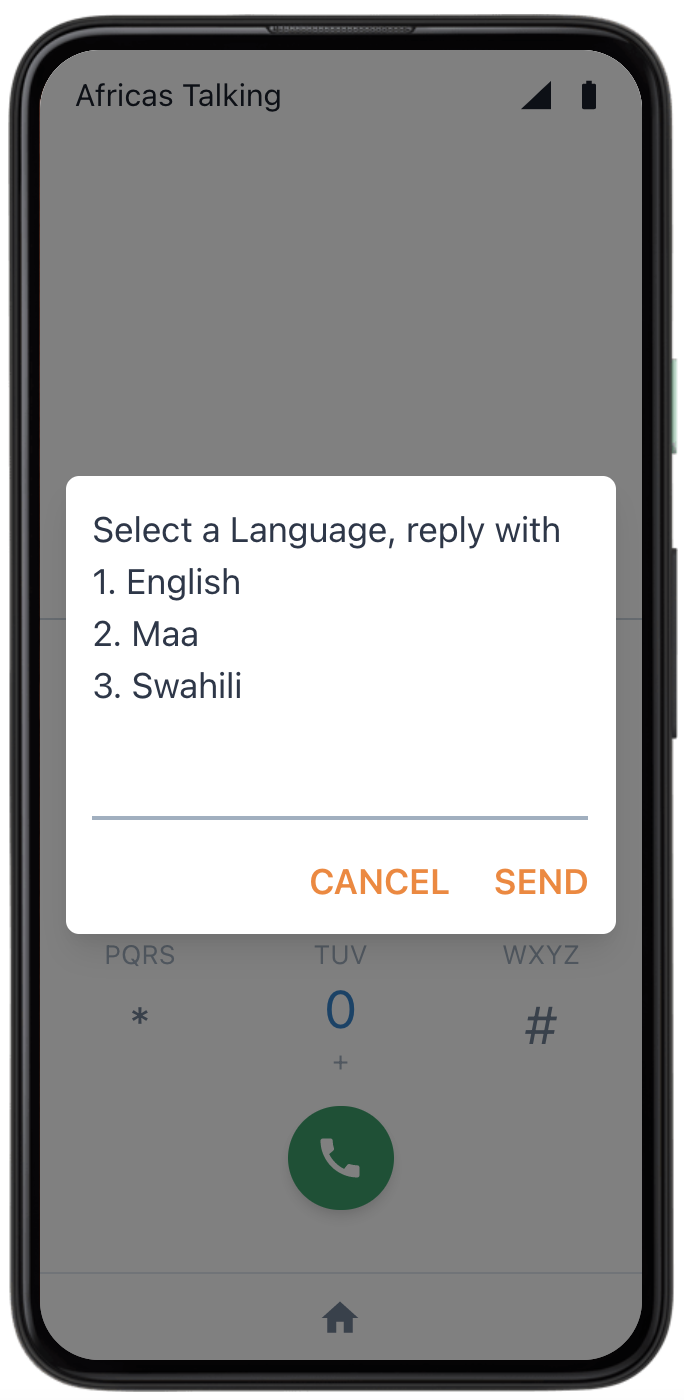 Africas Talking
Select a Language, reply with
1. English
2. Maa
3. Swahili
CANCEL SEND
PQRS TUV WXYZ
* 0 #
+